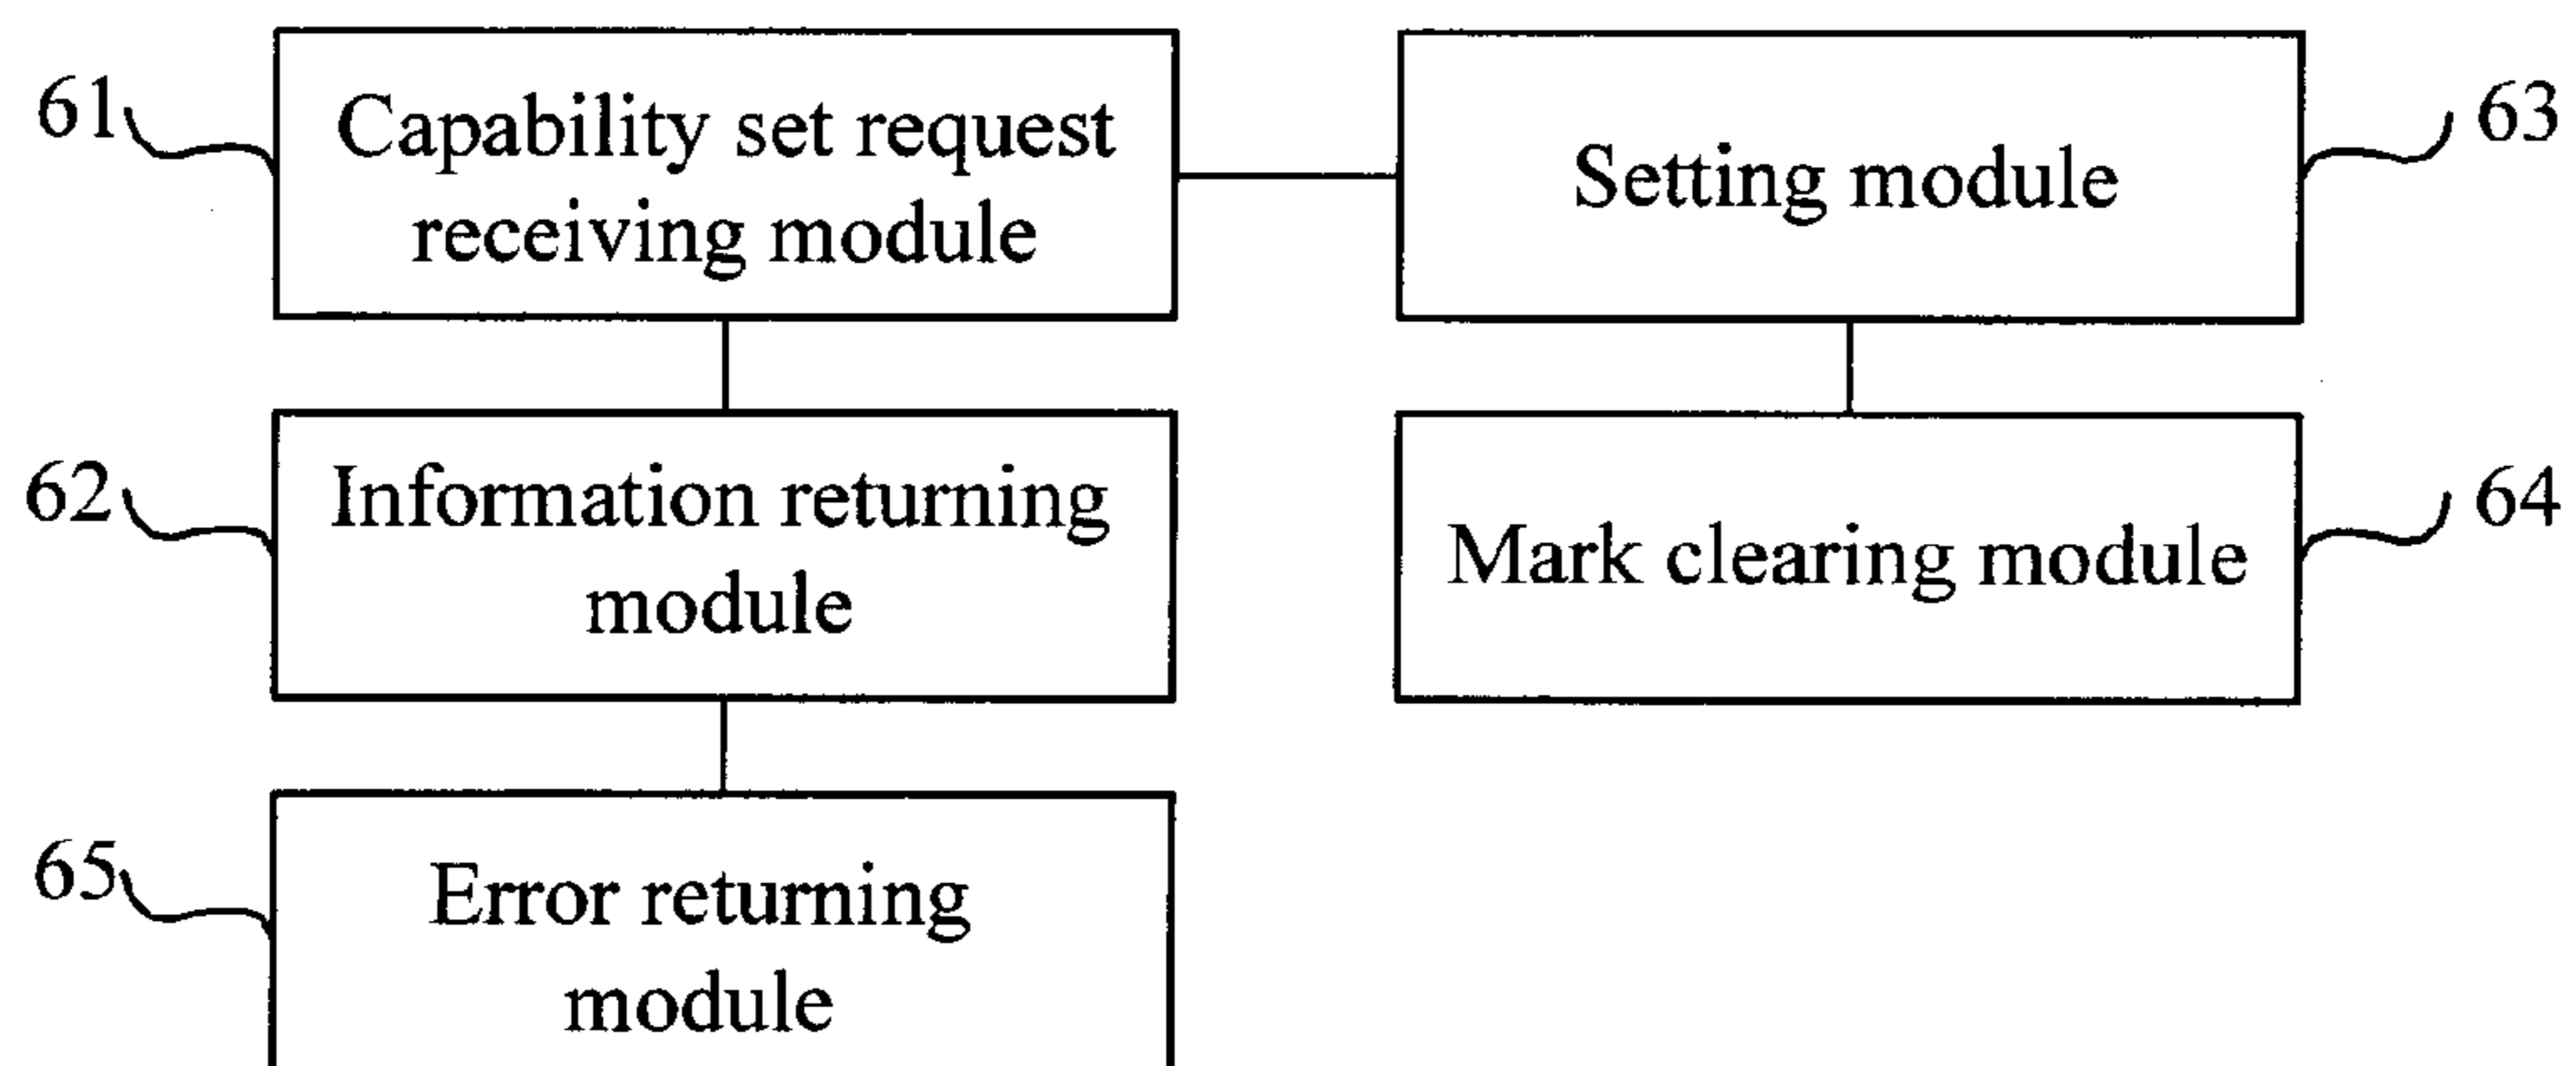 61
Capability set request
receiving module
Setting module
63
62
Information returning
module
Mark clearing module
64
65
Error returning
module